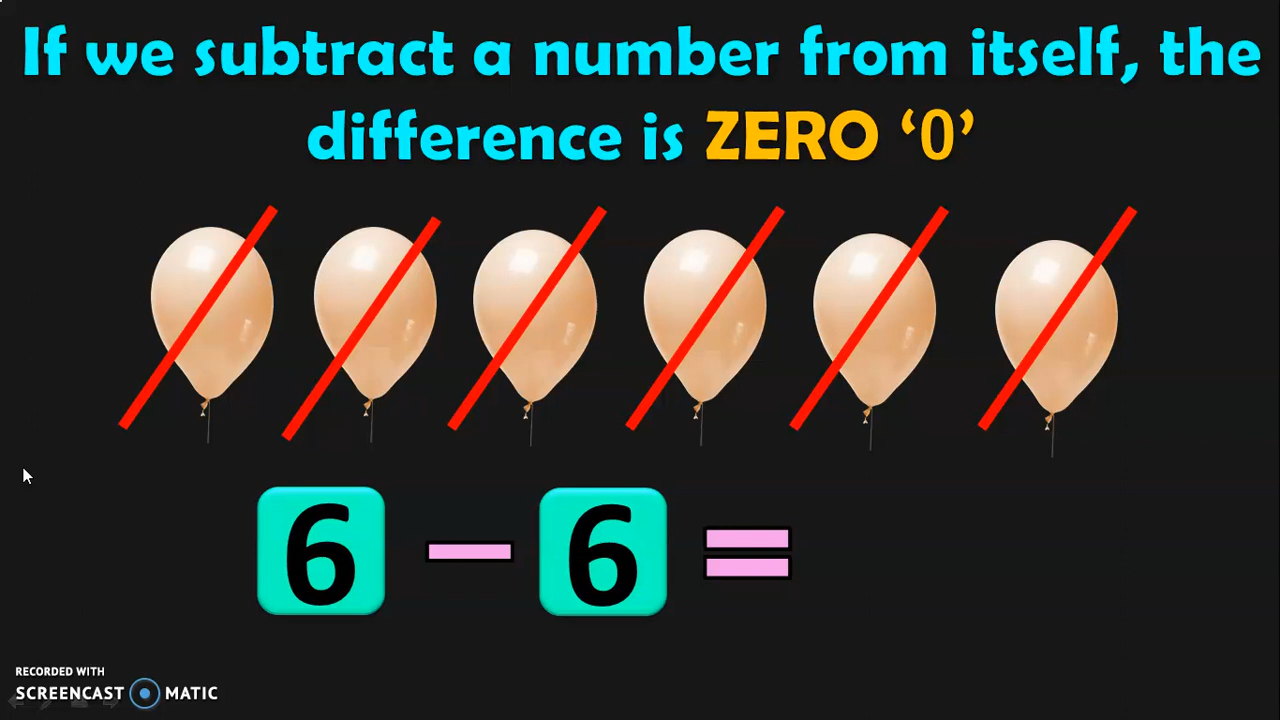 If we subtract a number from itself, the
difference is ZERO ‘0’
6 – 6 =
RECORDED WITH
SCREENCAST MATIC